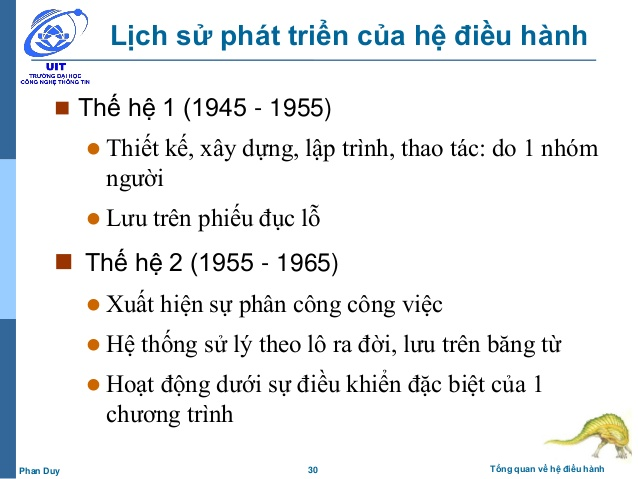 Lịch sử phát triển của hệ điều hành
UIT
TRƯỜNG ĐẠI HỌC
CÔNG NGHỆ THÔNG TIN
Thế hệ 1 (1945 - 1955)
Thiết kế, xây dựng, lập trình, thao tác: do 1 nhóm
người
Lưu trên phiếu đục lỗ
Thế hệ 2 (1955 - 1965)
Xuất hiện sự phân công công việc
Hệ thống sử lý theo lô ra đời, lưu trên băng từ
Hoạt động dưới sự điều khiển đặc biệt của 1
chương trình
Phan Duy
30
Tổng quan về hệ điều hành